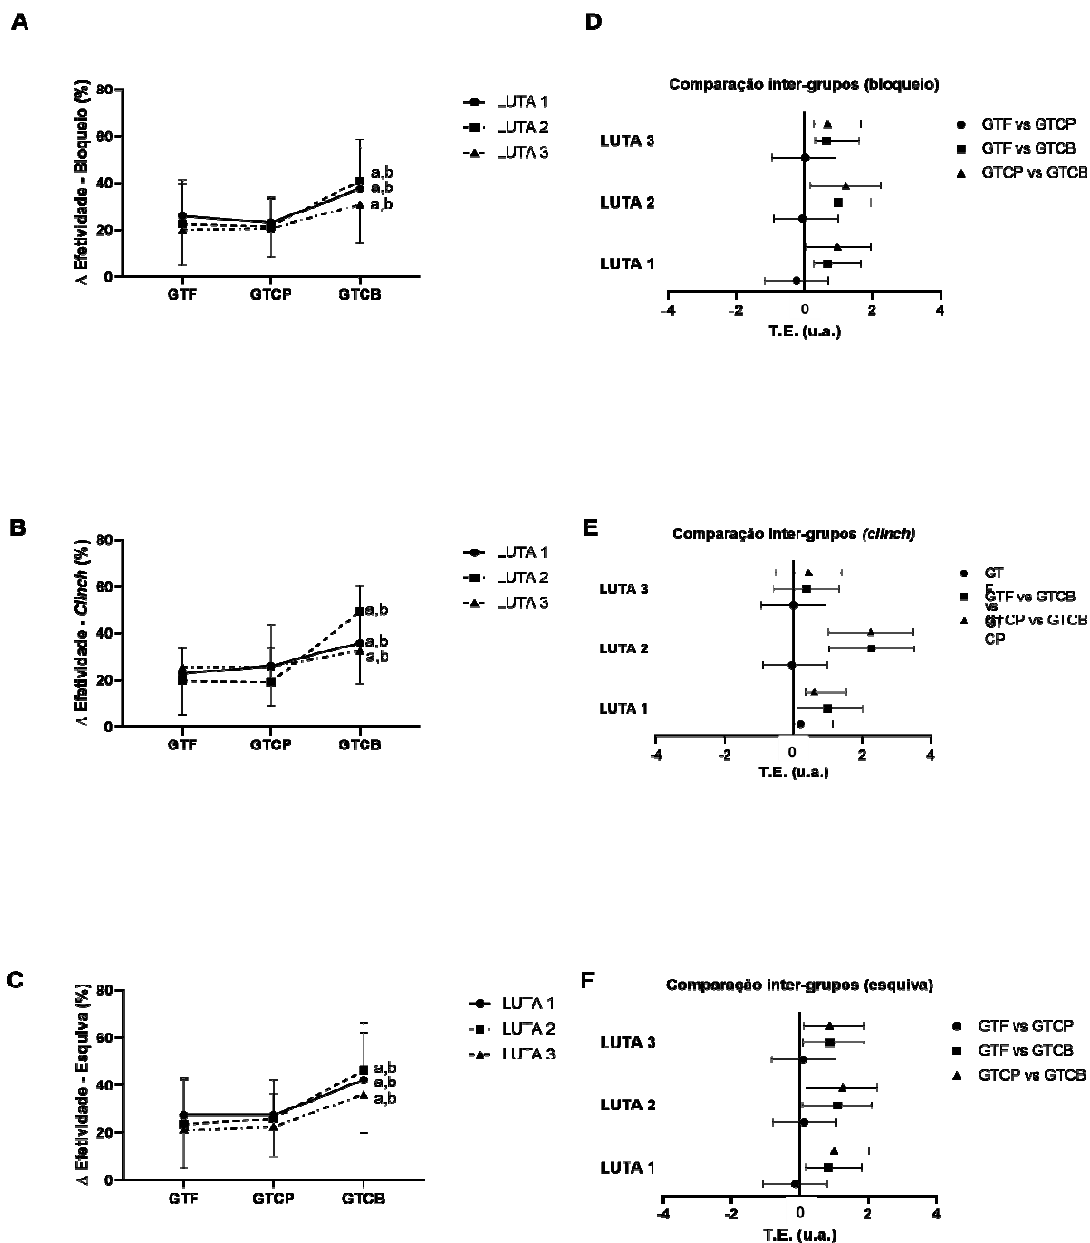 A
Δ Efetividade - Bloqueio (%)
80
60
40
20
0
GTF
GTCP
GTCB
a,b
a,b
a,b
LUTA 1
LUTA 2
LUTA 3
D
Comparação inter-grupos (bloqueio)
LUTA 3
LUTA 2
LUTA 1
-4
-2
0
2
4
T.E. (u.a.)
GTF vs GTCP
GTF vs GTCB
GTCP vs GTCB
B
Δ Efetividade - Clinch (%)
80
60
40
20
0
GTF
GTCP
GTCB
a,b
a,b
a,b
LUTA 1
LUTA 2
LUTA 3
E
Comparação inter-grupos (clinch)
LUTA 3
LUTA 2
LUTA 1
-4
-2
0
2
4
T.E. (u.a.)
GT
F
GTF vs GTCB
vs
GTCP vs GTCB
GT
CP
C
Δ Efetividade - Esquiva (%)
80
60
40
20
0
GTF
GTCP
GTCB
a,b
a,b
a,b
LUTA 1
LUTA 2
LUTA 3
F
Comparação inter-grupos (esquiva)
LUTA 3
LUTA 2
LUTA 1
-4
-2
0
2
4
T.E. (u.a.)
GTF vs GTCP
GTF vs GTCB
GTCP vs GTCB